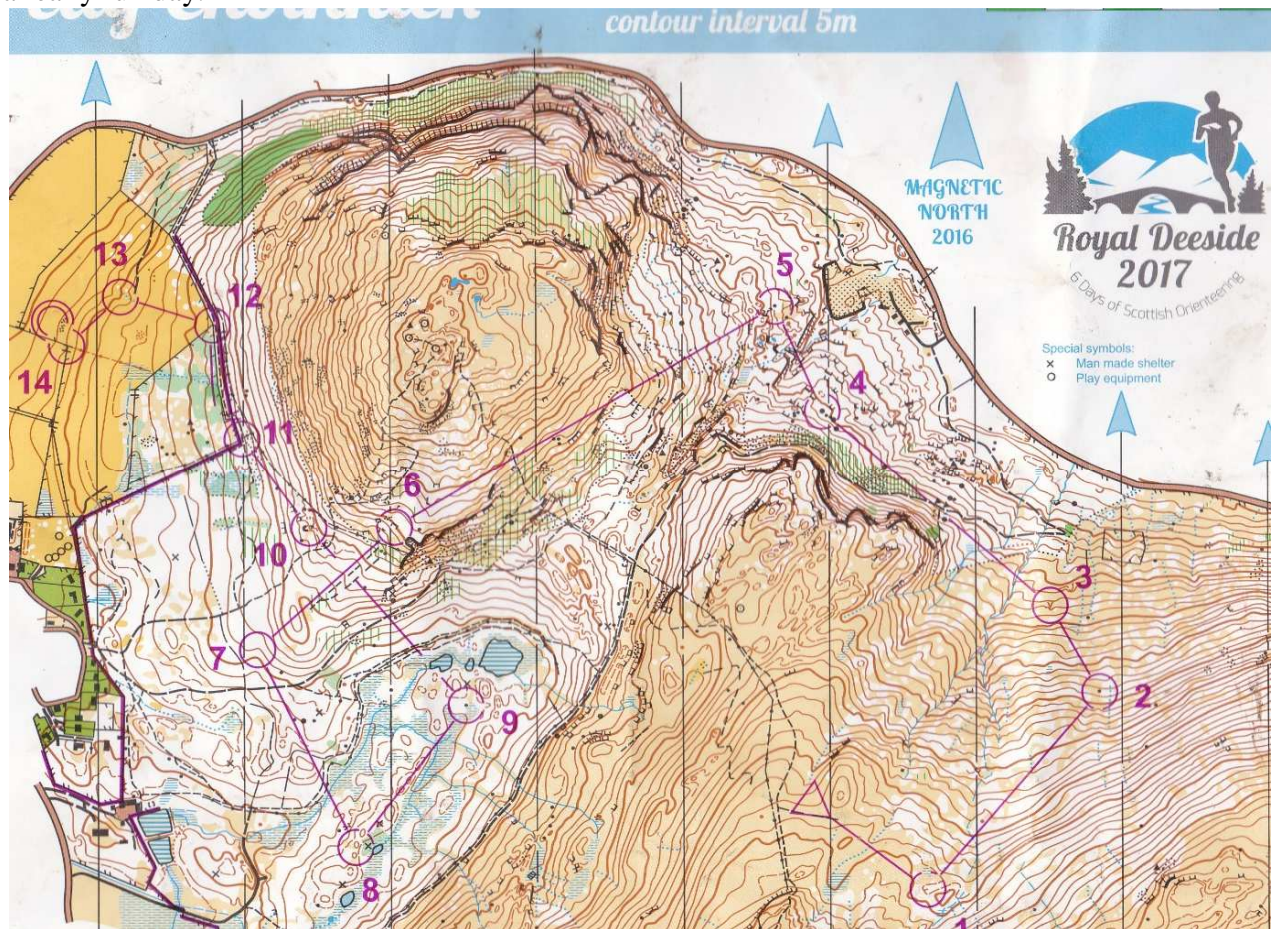 contour interval 5m
MAGNETIC
NORTH
2016
Royal Deeside
2017
6 Days of Scottish Orienteering
Special symbols:
x Man made shelter
o Play equipment
5
13
12
14
4
11
6
10
3
7
2
9
8
1